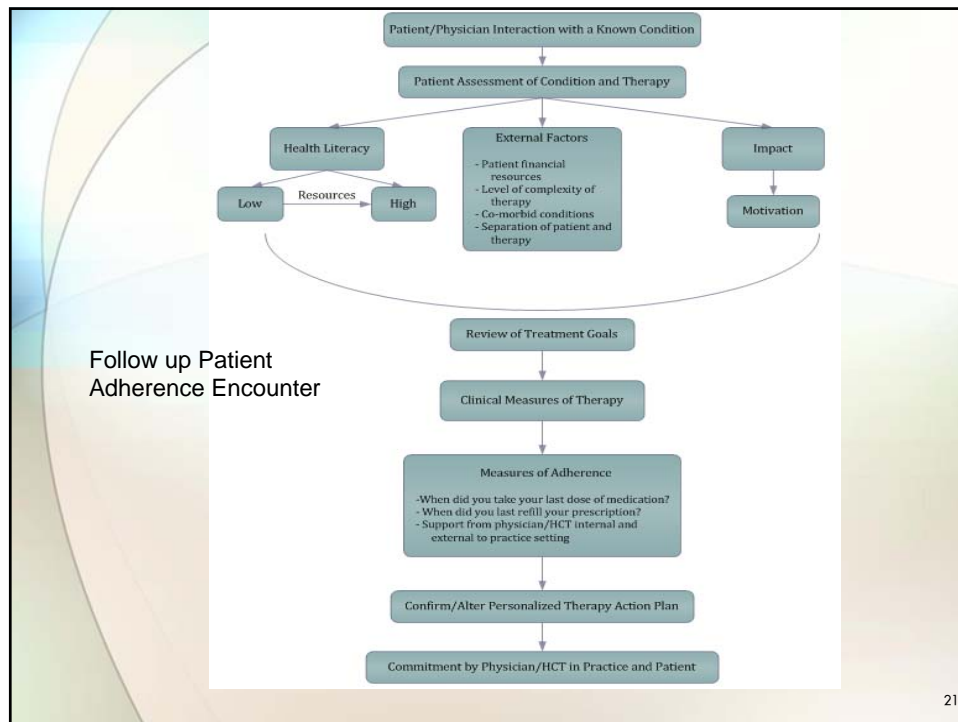 Patient/Physician Interaction with a Known Condition
Patient Assessment of Condition and Therapy
Health Literacy
Low
Resources
High
External Factors
- Patient financial
resources
- Level of complexity of
therapy
- Co-morbid conditions
- Separation of patient and
therapy
Impact
Motivation
Follow up Patient
Adherence Encounter
Review of Treatment Goals
Clinical Measures of Therapy
Measures of Adherence
-When did you take your last dose of medication?
- When did you last refill your prescription?
- Support from physician/HCT internal and
external to practice setting
Confirm/Alter Personalized Therapy Action Plan
Commitment by Physician/HCT in Practice and Patient
21